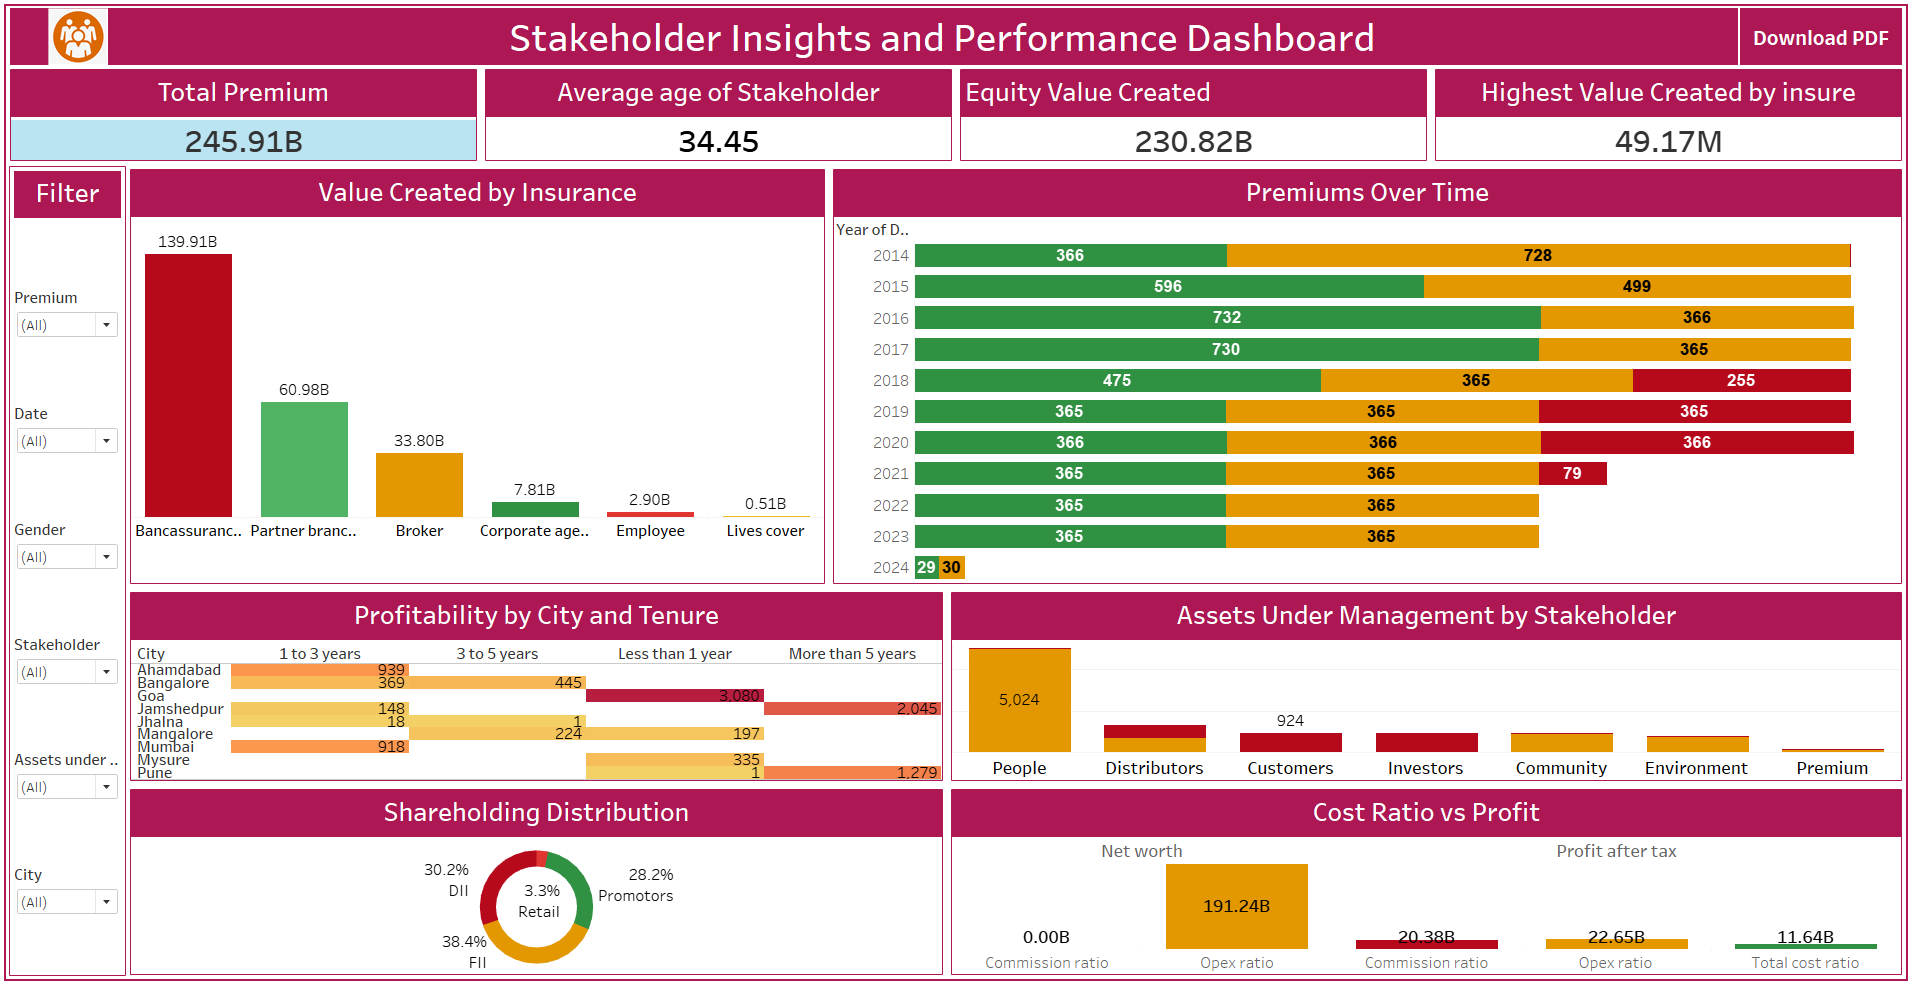 Stakeholder Insights and Performance Dashboard
Download PDF
Total Premium
245.91B
Average age of Stakeholder
34.45
Equity Value Created
230.82B
Highest Value Created by insure
49.17M
Filter
Premium
(All)
Date
(All)
Gender
(All)
Stakeholder
(All)
Assets under ..
(All)
City
(All)
Value Created by Insurance
139.91B
60.98B
33.80B
7.81B
2.90B
0.51B
Bancassuranc.. Partner branc.. Broker Corporate age.. Employee Lives cover
Premiums Over Time
Year of D..
2014 366 728
2015 596 499
2016 732 366
2017 730 365
2018 475 365 255
2019 365 365 365
2020 366 366 366
2021 365 365 79
2022 365 365
2023 365 365
2024 29 30
Profitability by City and Tenure
City 1 to 3 years 3 to 5 years Less than 1 year More than 5 years
Ahamdabad 939
Bangalore 369 445
Goa 3,080
Jamshedpur 148 2,045
Jhalna 18 1
Mangalore 224 197
Mumbai 918
Mysure 335
Pune 1 1,279
Assets Under Management by Stakeholder
5,024
924
People Distributors Customers Investors Community Environment Premium
Shareholding Distribution
30.2%
DII
3.3%
Retail
28.2%
Promotors
38.4%
FII
Cost Ratio vs Profit
Net worth Profit after tax
0.00B 191.24B 20.38B 22.65B 11.64B
Commission ratio Opex ratio Commission ratio Opex ratio Total cost ratio